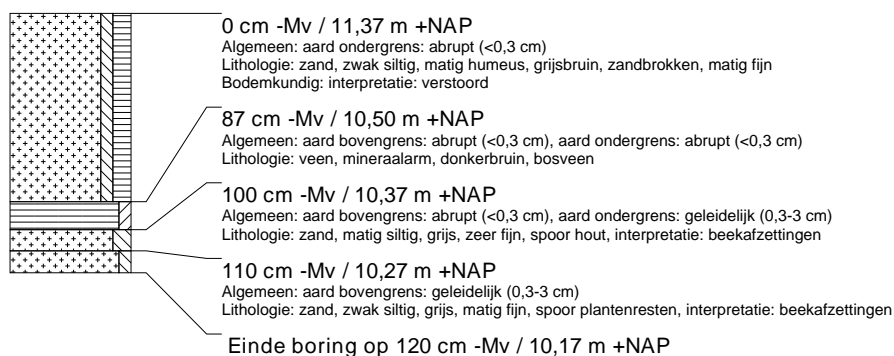 0 cm -Mv / 11,37 m +NAP
Algemeen: aard ondergrens: abrupt (<0,3 cm)
Lithologie: zand, zwak siltig, matig humeus, grijsbruin, zandbrokken, matig fijn
Bodemkundig: interpretatie: verstoord
87 cm -Mv / 10,50 m +NAP
Algemeen: aard bovengrens: abrupt (<0,3 cm), aard ondergrens: abrupt (<0,3 cm)
Lithologie: veen, mineraalarm, donkerbruin, bosveen
100 cm -Mv / 10,37 m +NAP
Algemeen: aard bovengrens: abrupt (<0,3 cm), aard ondergrens: geleidelijk (0,3-3 cm)
Lithologie: zand, matig siltig, grijs, zeer fijn, spoor hout, interpretatie: beekafzettingen
110 cm -Mv / 10,27 m +NAP
Algemeen: aard bovengrens: geleidelijk (0,3-3 cm)
Lithologie: zand, zwak siltig, grijs, matig fijn, spoor plantenresten, interpretatie: beekafzettingen
Einde boring op 120 cm -Mv / 10,17 m +NAP